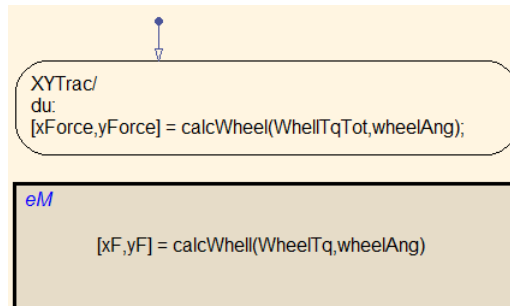 XYTrac/
du:
[xForce,yForce] = calcWheel(WhellTqTot,wheelAng);
eM
[xF,yF] = calcWhell(WheelTq,wheelAng)